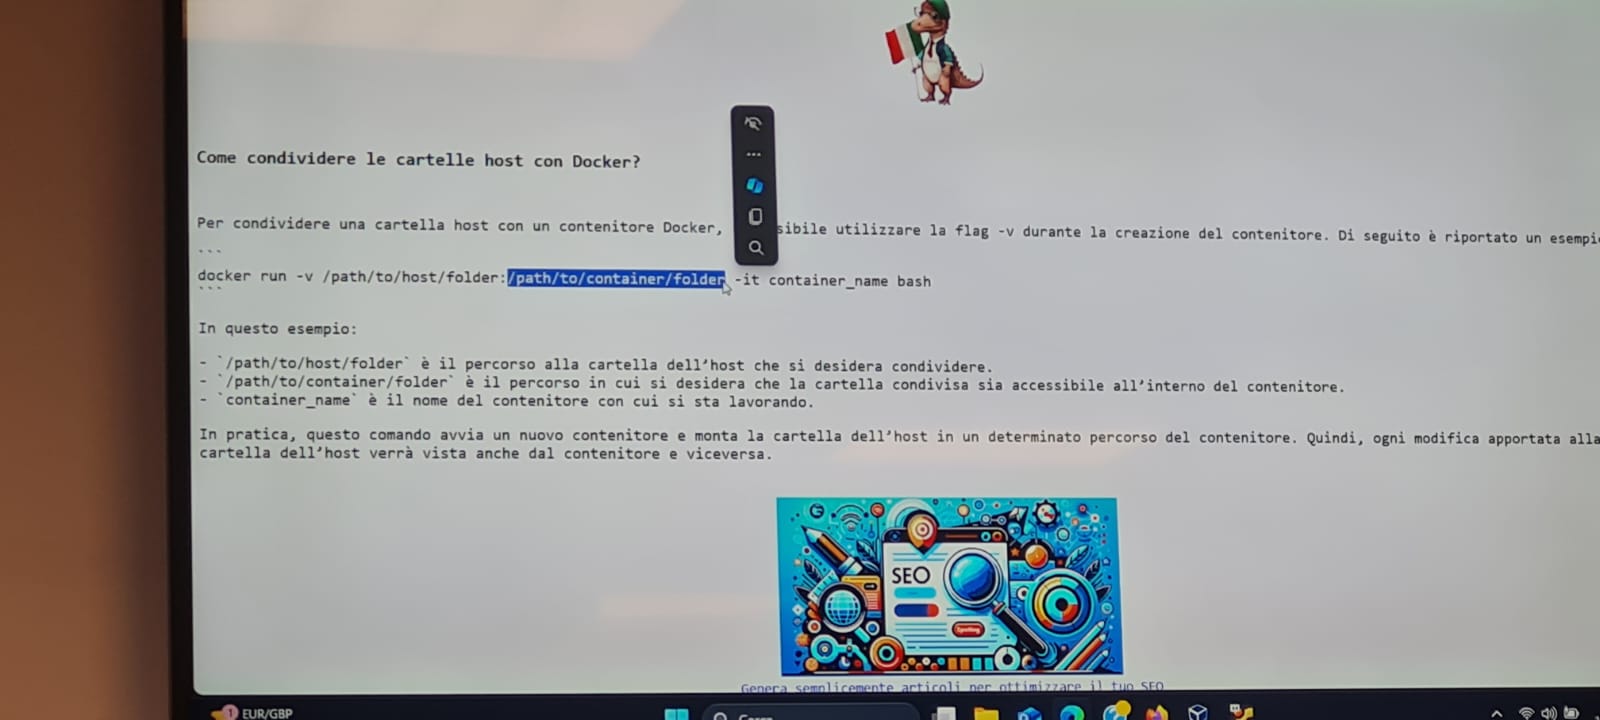 Come condividere le cartelle host con Docker?
Per condividere una cartella host con un contenitore Docker, sibile utilizzare la flag -v durante la creazione del contenitore. Di seguito è riportato un esempi
```
docker run -v /path/to/host/folder:/path/to/container/folder -it container_name bash
```
In questo esempio:
- `/path/to/host/folder` è il percorso alla cartella dell'host che si desidera condividere.
- `/path/to/container/folder` è il percorso in cui si desidera che la cartella condivisa sia accessibile all'interno del contenitore.
- `container_name` è il nome del contenitore con cui si sta lavorando.
In pratica, questo comando avvia un nuovo contenitore e monta la cartella dell'host in un determinato percorso del contenitore. Quindi, ogni modifica apportata alla
cartella dell'host verrà vista anche dal contenitore e viceversa.
SEO
Genera semplicemente articoli per ottimizzare il tuo SEO
1
EUR/GBP
Cerca